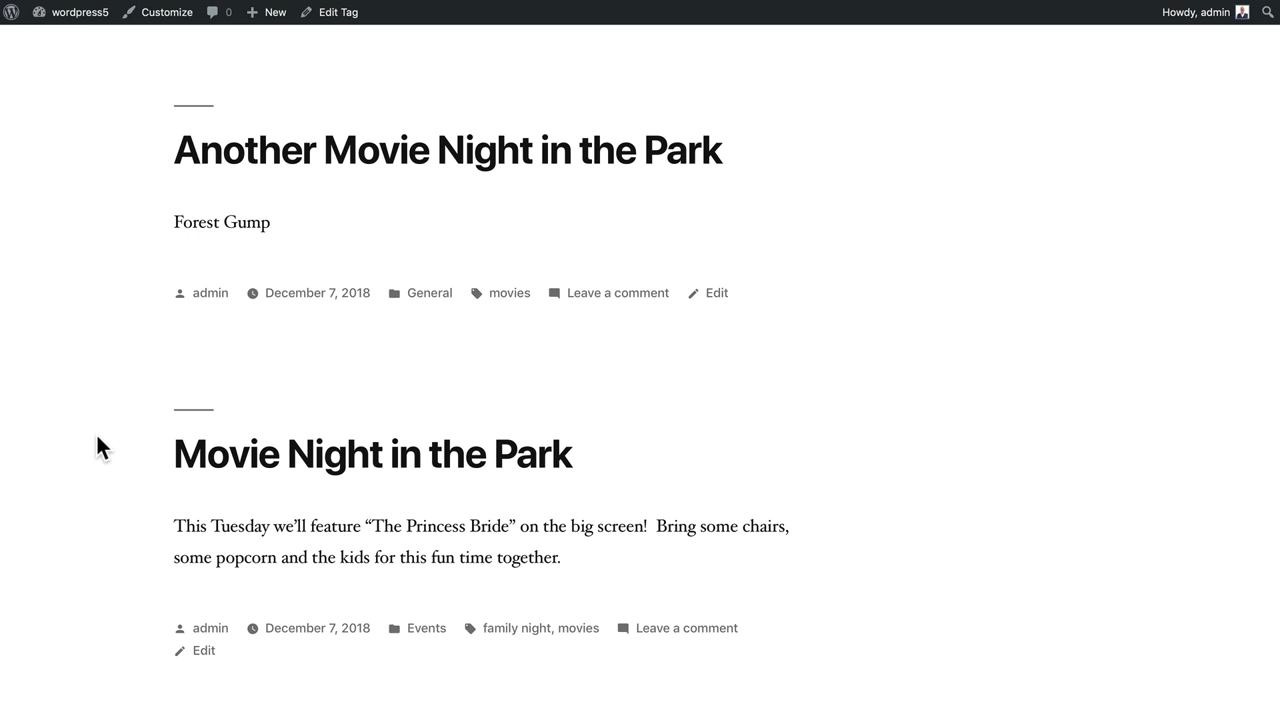 wordpress5 Customize 0 New Edit Tag Howdy, admin
Another Movie Night in the Park
Forest Gump
admin December 7, 2018 General movies Leave a comment Edit
Movie Night in the Park
This Tuesday we’ll feature “The Princess Bride” on the big screen!  Bring some chairs,
some popcorn and the kids for this fun time together.
admin December 7, 2018 Events family night, movies Leave a comment
Edit